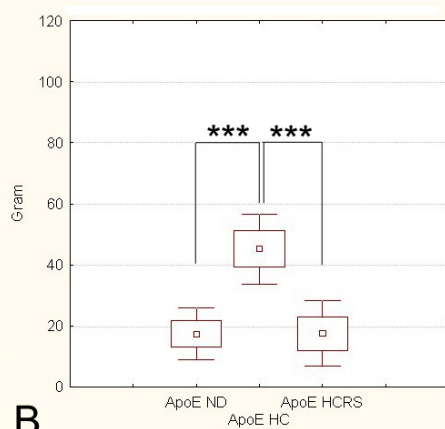 120
100
80
*** ***
60
Gram
40
20
0
ApoE ND ApoE HCRS
ApoE HC
B